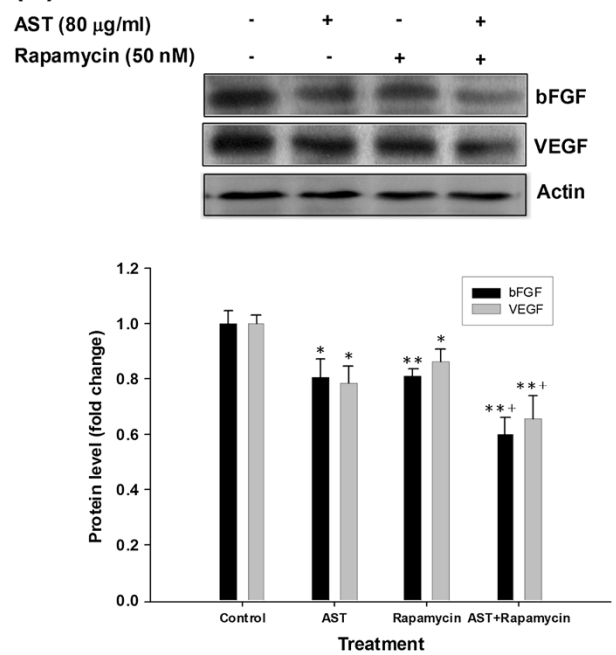 AST (80 μg/ml) - + - +
Rapamycin (50 nM) - - + +
bFGF
VEGF
Actin
1.2
1.0
0.8
0.6
0.4
0.2
0.0
Protein level (fold change)
bFGF
VEGF
* *
** *
**+ **+
Control AST Rapamycin AST+Rapamycin
Treatment